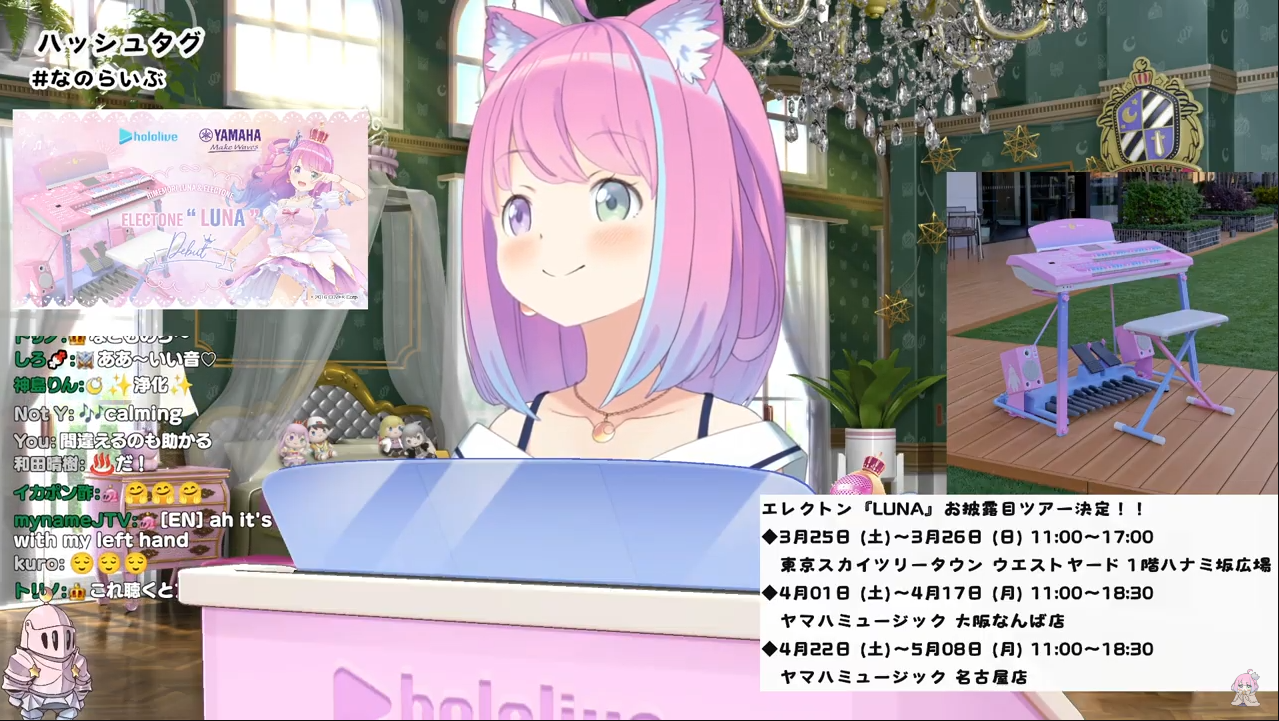 ハッシュタグ
#なのらいぶ
hololive YAMAHA
Make Waves
ELECTONE “LUNA”
Debut
しろ:ああ~いい音♡
神島りん:✨浄化✨
Not Y: 🎶calming
You: 間違えるのも助かる
和田晴樹: ♨️だ!
イカポン酢:🤗🤗🤗
mynameJTV: [EN] ah it's
with my left hand
kuro: 😌😌😌
トリノ:これ聴くと
エレクトン『LUNA』お披露目ツアー決定!!
◆3月25日 (土)~3月26日 (日) 11:00~17:00
東京スカイツリータウン ウエストヤード 1階ハナミ坂広場
◆4月01日 (土)~4月17日 (月) 11:00~18:30
ヤマハミュージック 大阪なんば店
◆4月22日 (土)~5月08日 (月) 11:00~18:30
ヤマハミュージック 名古屋店
hololive